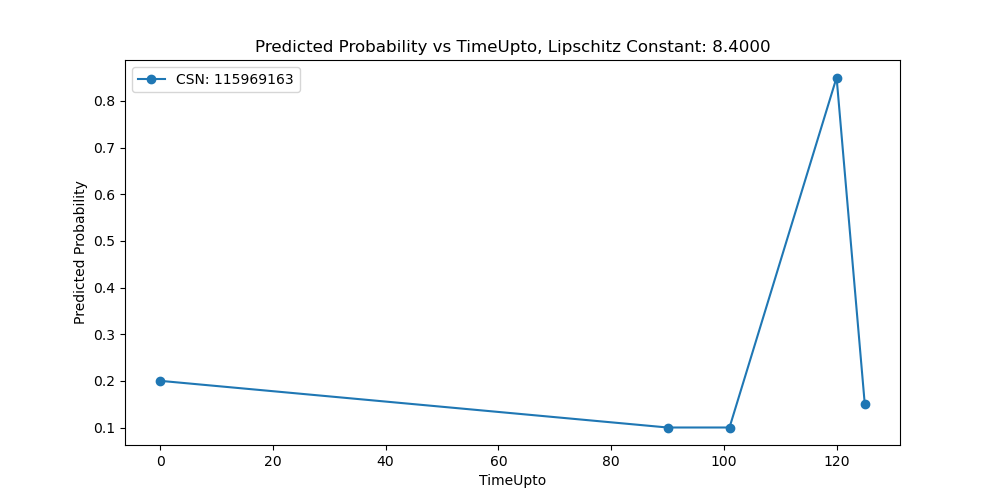 Predicted Probability vs TimeUpto, Lipschitz Constant: 8.4000
CSN: 115969163
Predicted Probability
0.8
0.7
0.6
0.5
0.4
0.3
0.2
0.1
0 20 40 60 80 100 120
TimeUpto